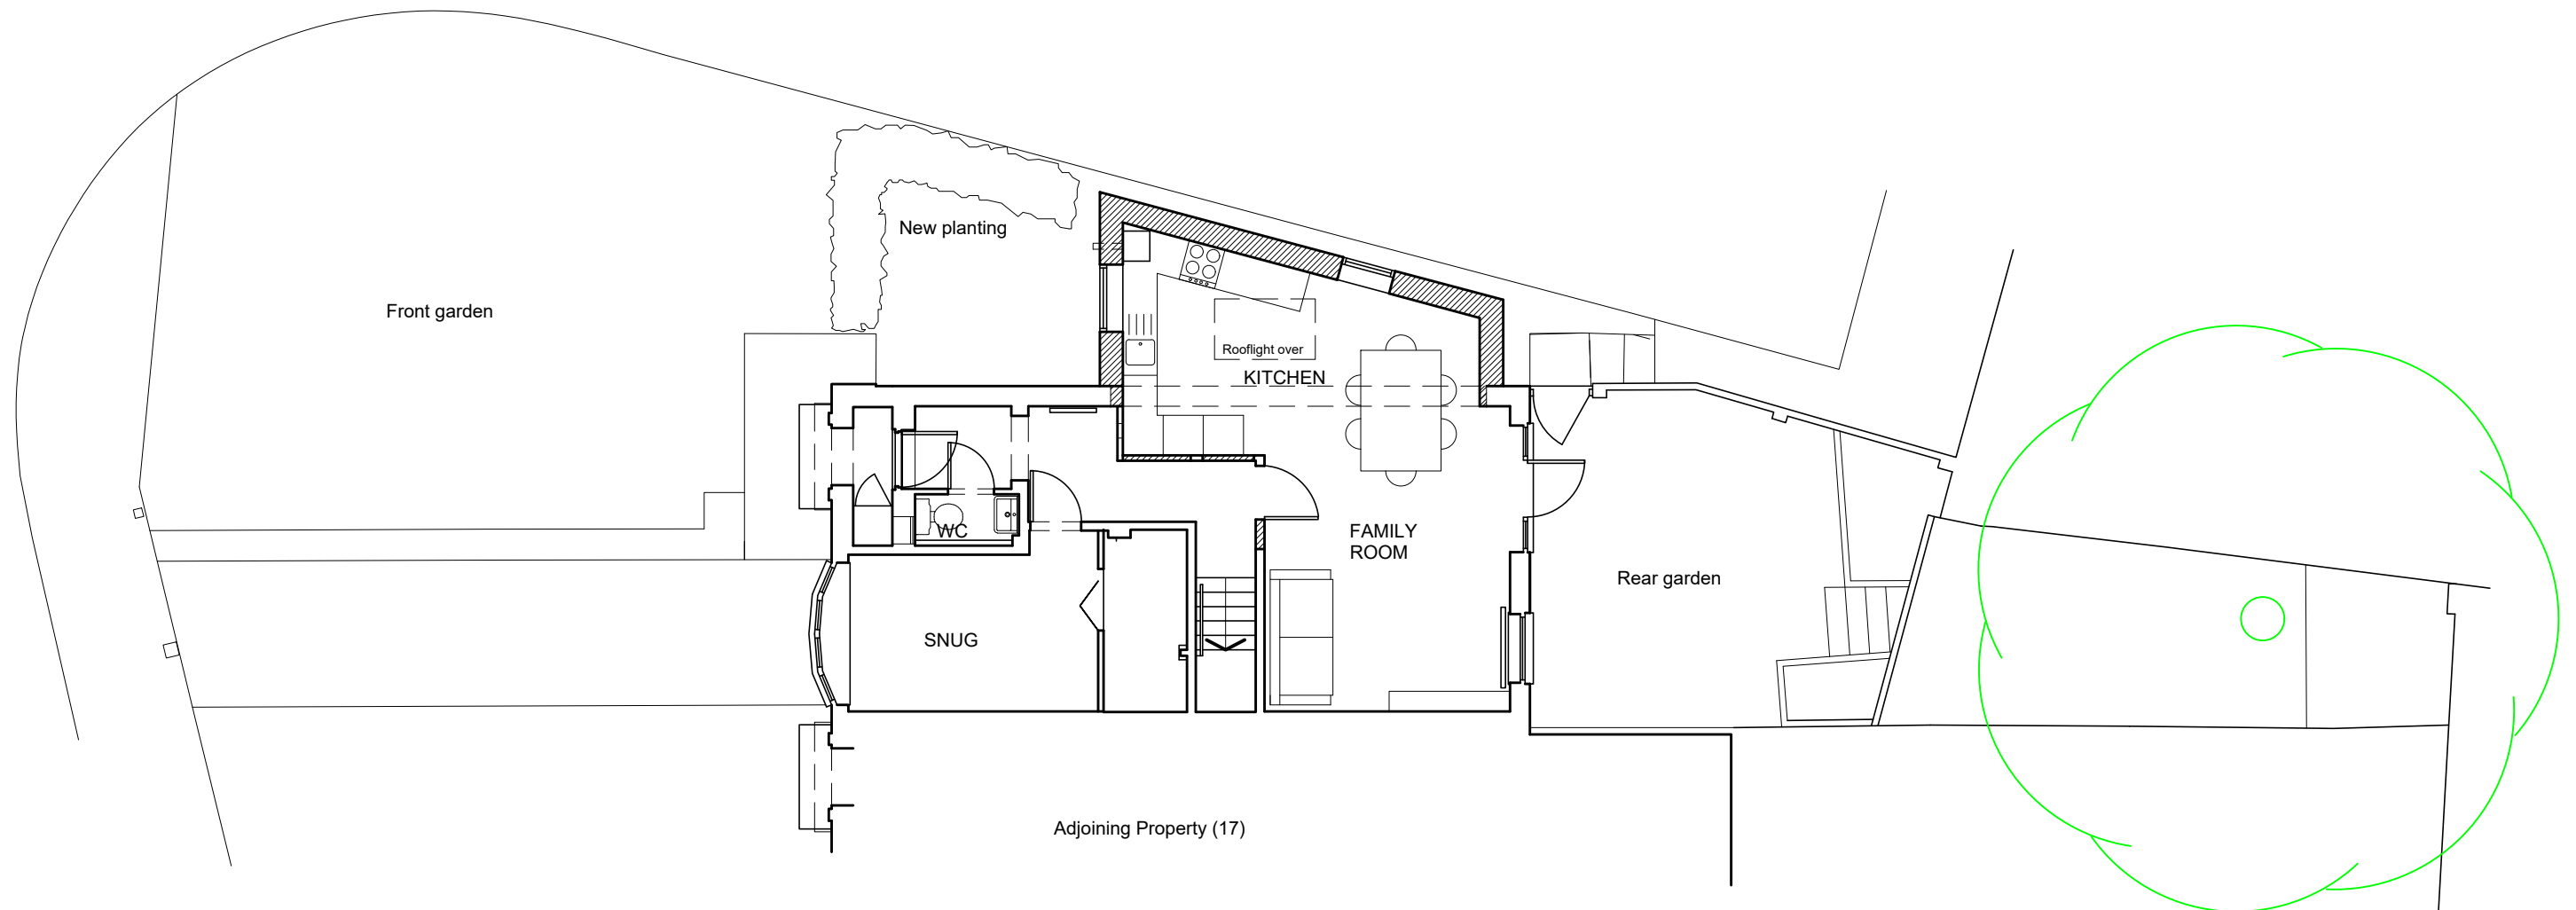 New planting
Front garden
Rooflight over
KITCHEN
WC
FAMILY
ROOM
Rear garden
SNUG
Adjoining Property (17)